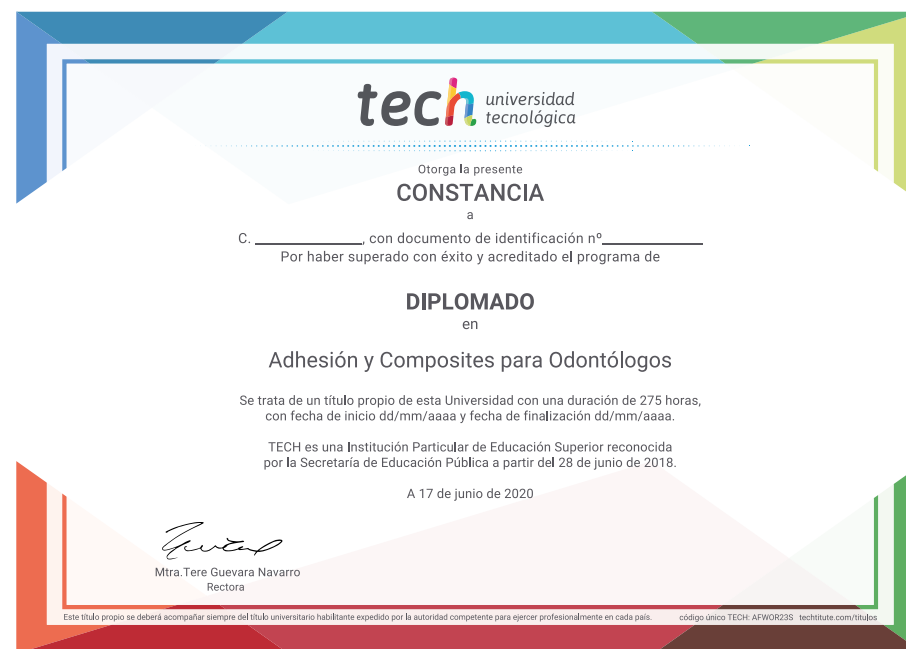 tech universidad
tecnológica
Otorga la presente
CONSTANCIA
a
C. ______________, con documento de identificación nº_____________
Por haber superado con éxito y acreditado el programa de
DIPLOMADO
en
Adhesión y Composites para Odontólogos
Se trata de un título propio de esta Universidad con una duración de 275 horas,
con fecha de inicio dd/mm/aaaa y fecha de finalización dd/mm/aaaa.
TECH es una Institución Particular de Educación Superior reconocida
por la Secretaría de Educación Pública a partir del 28 de junio de 2018.
A 17 de junio de 2020
Mtra.Tere Guevara Navarro
Rectora
Este título propio se deberá acompañar siempre del título universitario habilitante expedido por la autoridad competente para ejercer profesionalmente en cada país. código único TECH: AFWOR23S techtitute.com/titulos